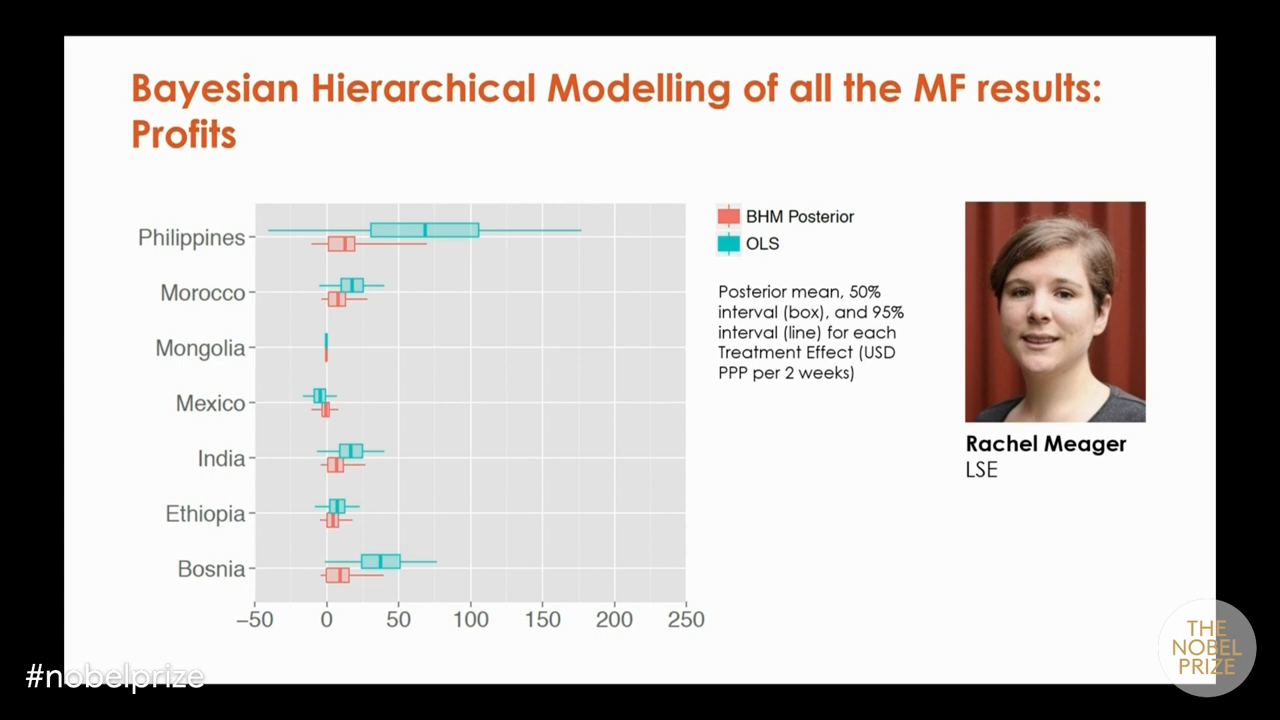 Bayesian Hierarchical Modelling of all the MF results:
Profits
Philippines
Morocco
Mongolia
Mexico
India
Ethiopia
Bosnia
−50 0 50 100 150 200 250
BHM Posterior
OLS
Posterior mean, 50%
interval (box), and 95%
interval (line) for each
Treatment Effect (USD
PPP per 2 weeks)
Rachel Meager
LSE
#nobelprize
THE
NOBEL
PRIZE